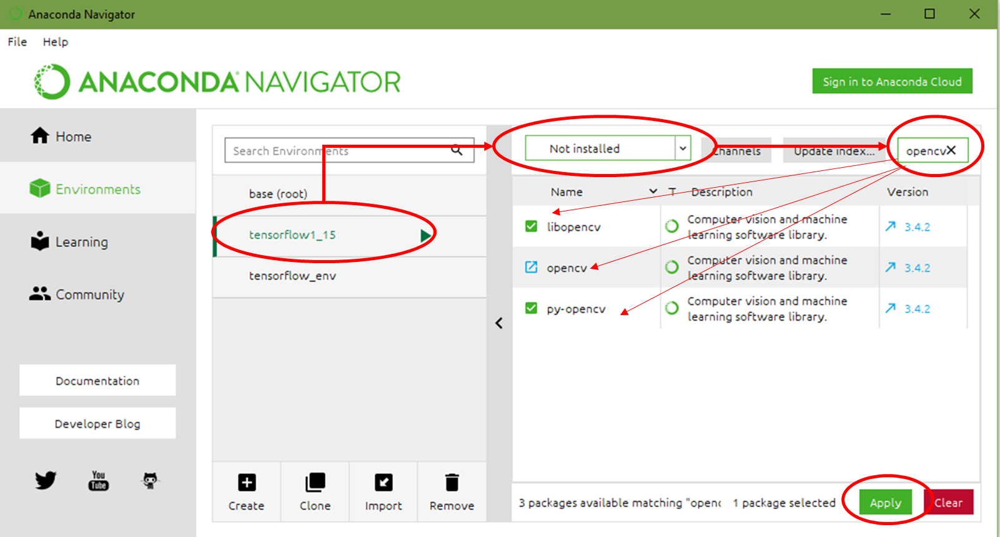 Anaconda Navigator
File Help
ANACONDA NAVIGATOR
Sign in to Anaconda Cloud
Home
Environments
Learning
Community
Documentation
Developer Blog
You
Tube
Search Environments
base (root)
tensorflow1_15
tensorflow_env
Create Clone Import Remove
Not installed Channels Update index... opencv
Name T Description Version
libopencv Computer vision and machine learning software library. 3.4.2
opencv Computer vision and machine learning software library. 3.4.2
py-opencv Computer vision and machine learning software library. 3.4.2
3 packages available matching "openc 1 package selected Apply Clear